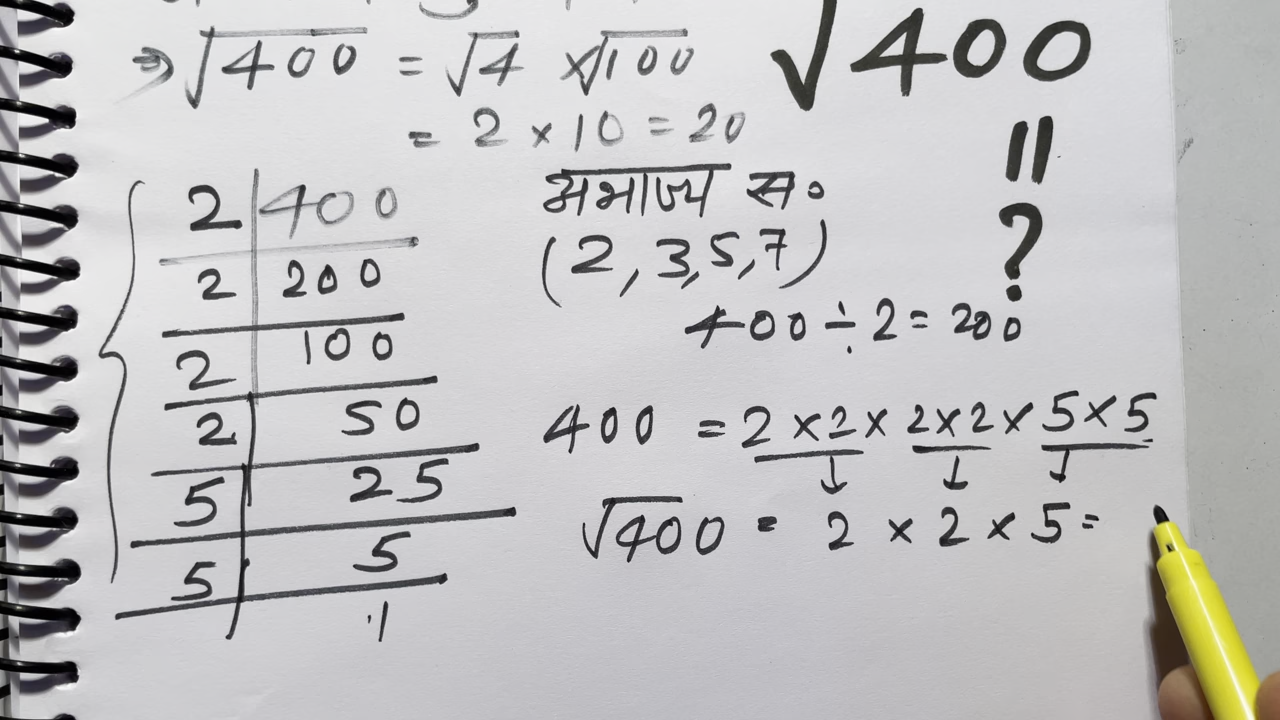 ⇒ √400 = √4 × √100
= 2 × 10 = 20
√400
=
?
2 | 400
2 | 200
2 | 100
2 | 50
5 | 25
5 | 5
1
अभाज्य स॰
(2, 3, 5, 7)
400 ÷ 2 = 200
400 = 2 × 2 × 2 × 2 × 5 × 5
↓ ↓ ↓
√400 = 2 × 2 × 5 =